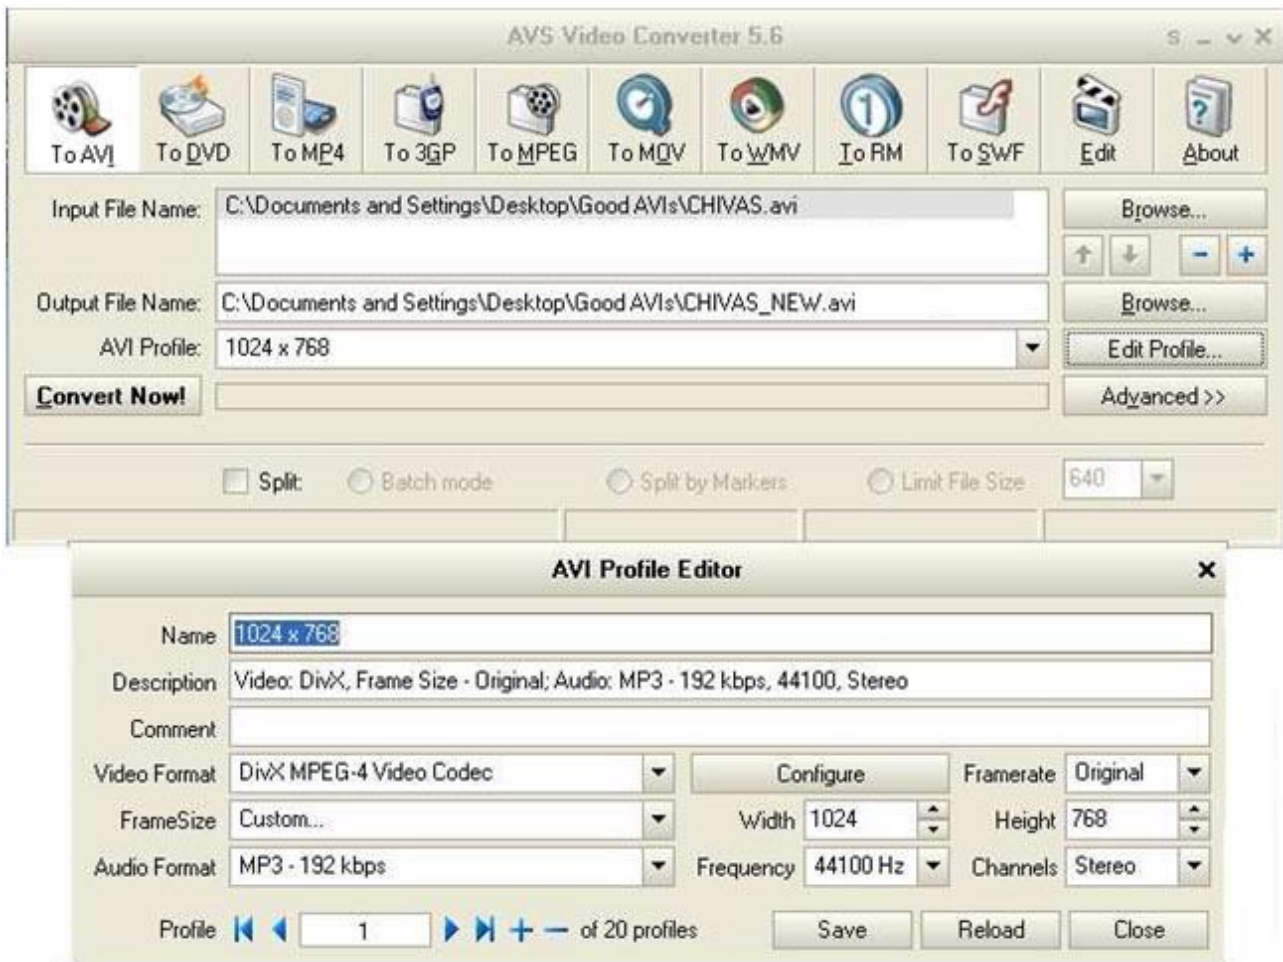 AVS Video Converter 5.6
S
To AVI To DVD To MP4 To 3GP To MPEG To MOV To WMV To RM To SWF Edit About
Input File Name: C:\Documents and Settings\Desktop\Good AVIs\CHIVAS.avi Browse...
Output File Name: C:\Documents and Settings\Desktop\Good AVIs\CHIVAS_NEW.avi Browse...
AVI Profile: 1024 x 768 Edit Profile...
Convert Now! Advanced >>
Split: Batch mode Split by Markers Limit File Size 640
AVI Profile Editor
Name 1024 x 768
Description Video: DivX, Frame Size - Original; Audio: MP3 - 192 kbps, 44100, Stereo
Comment
Video Format DivX MPEG-4 Video Codec Configure Framerate Original
FrameSize Custom... Width 1024 Height 768
Audio Format MP3 - 192 kbps Frequency 44100 Hz Channels Stereo
Profile 1 of 20 profiles Save Reload Close